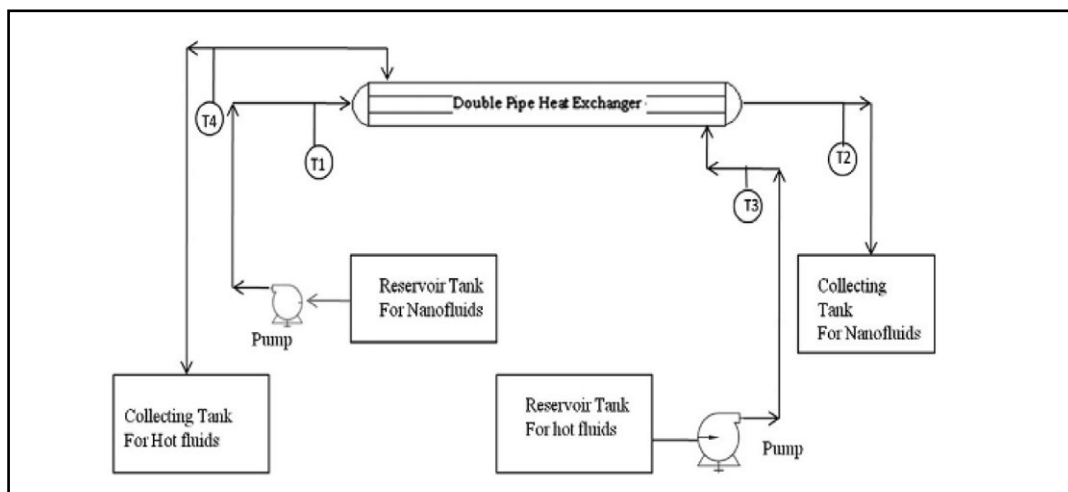 Double Pipe Heat Exchanger
T4
T1
T2
T3
Reservoir Tank
For Nanofluids
Pump
Collecting
Tank
For Nanofluids
Collecting Tank
For Hot fluids
Reservoir Tank
For hot fluids
Pump